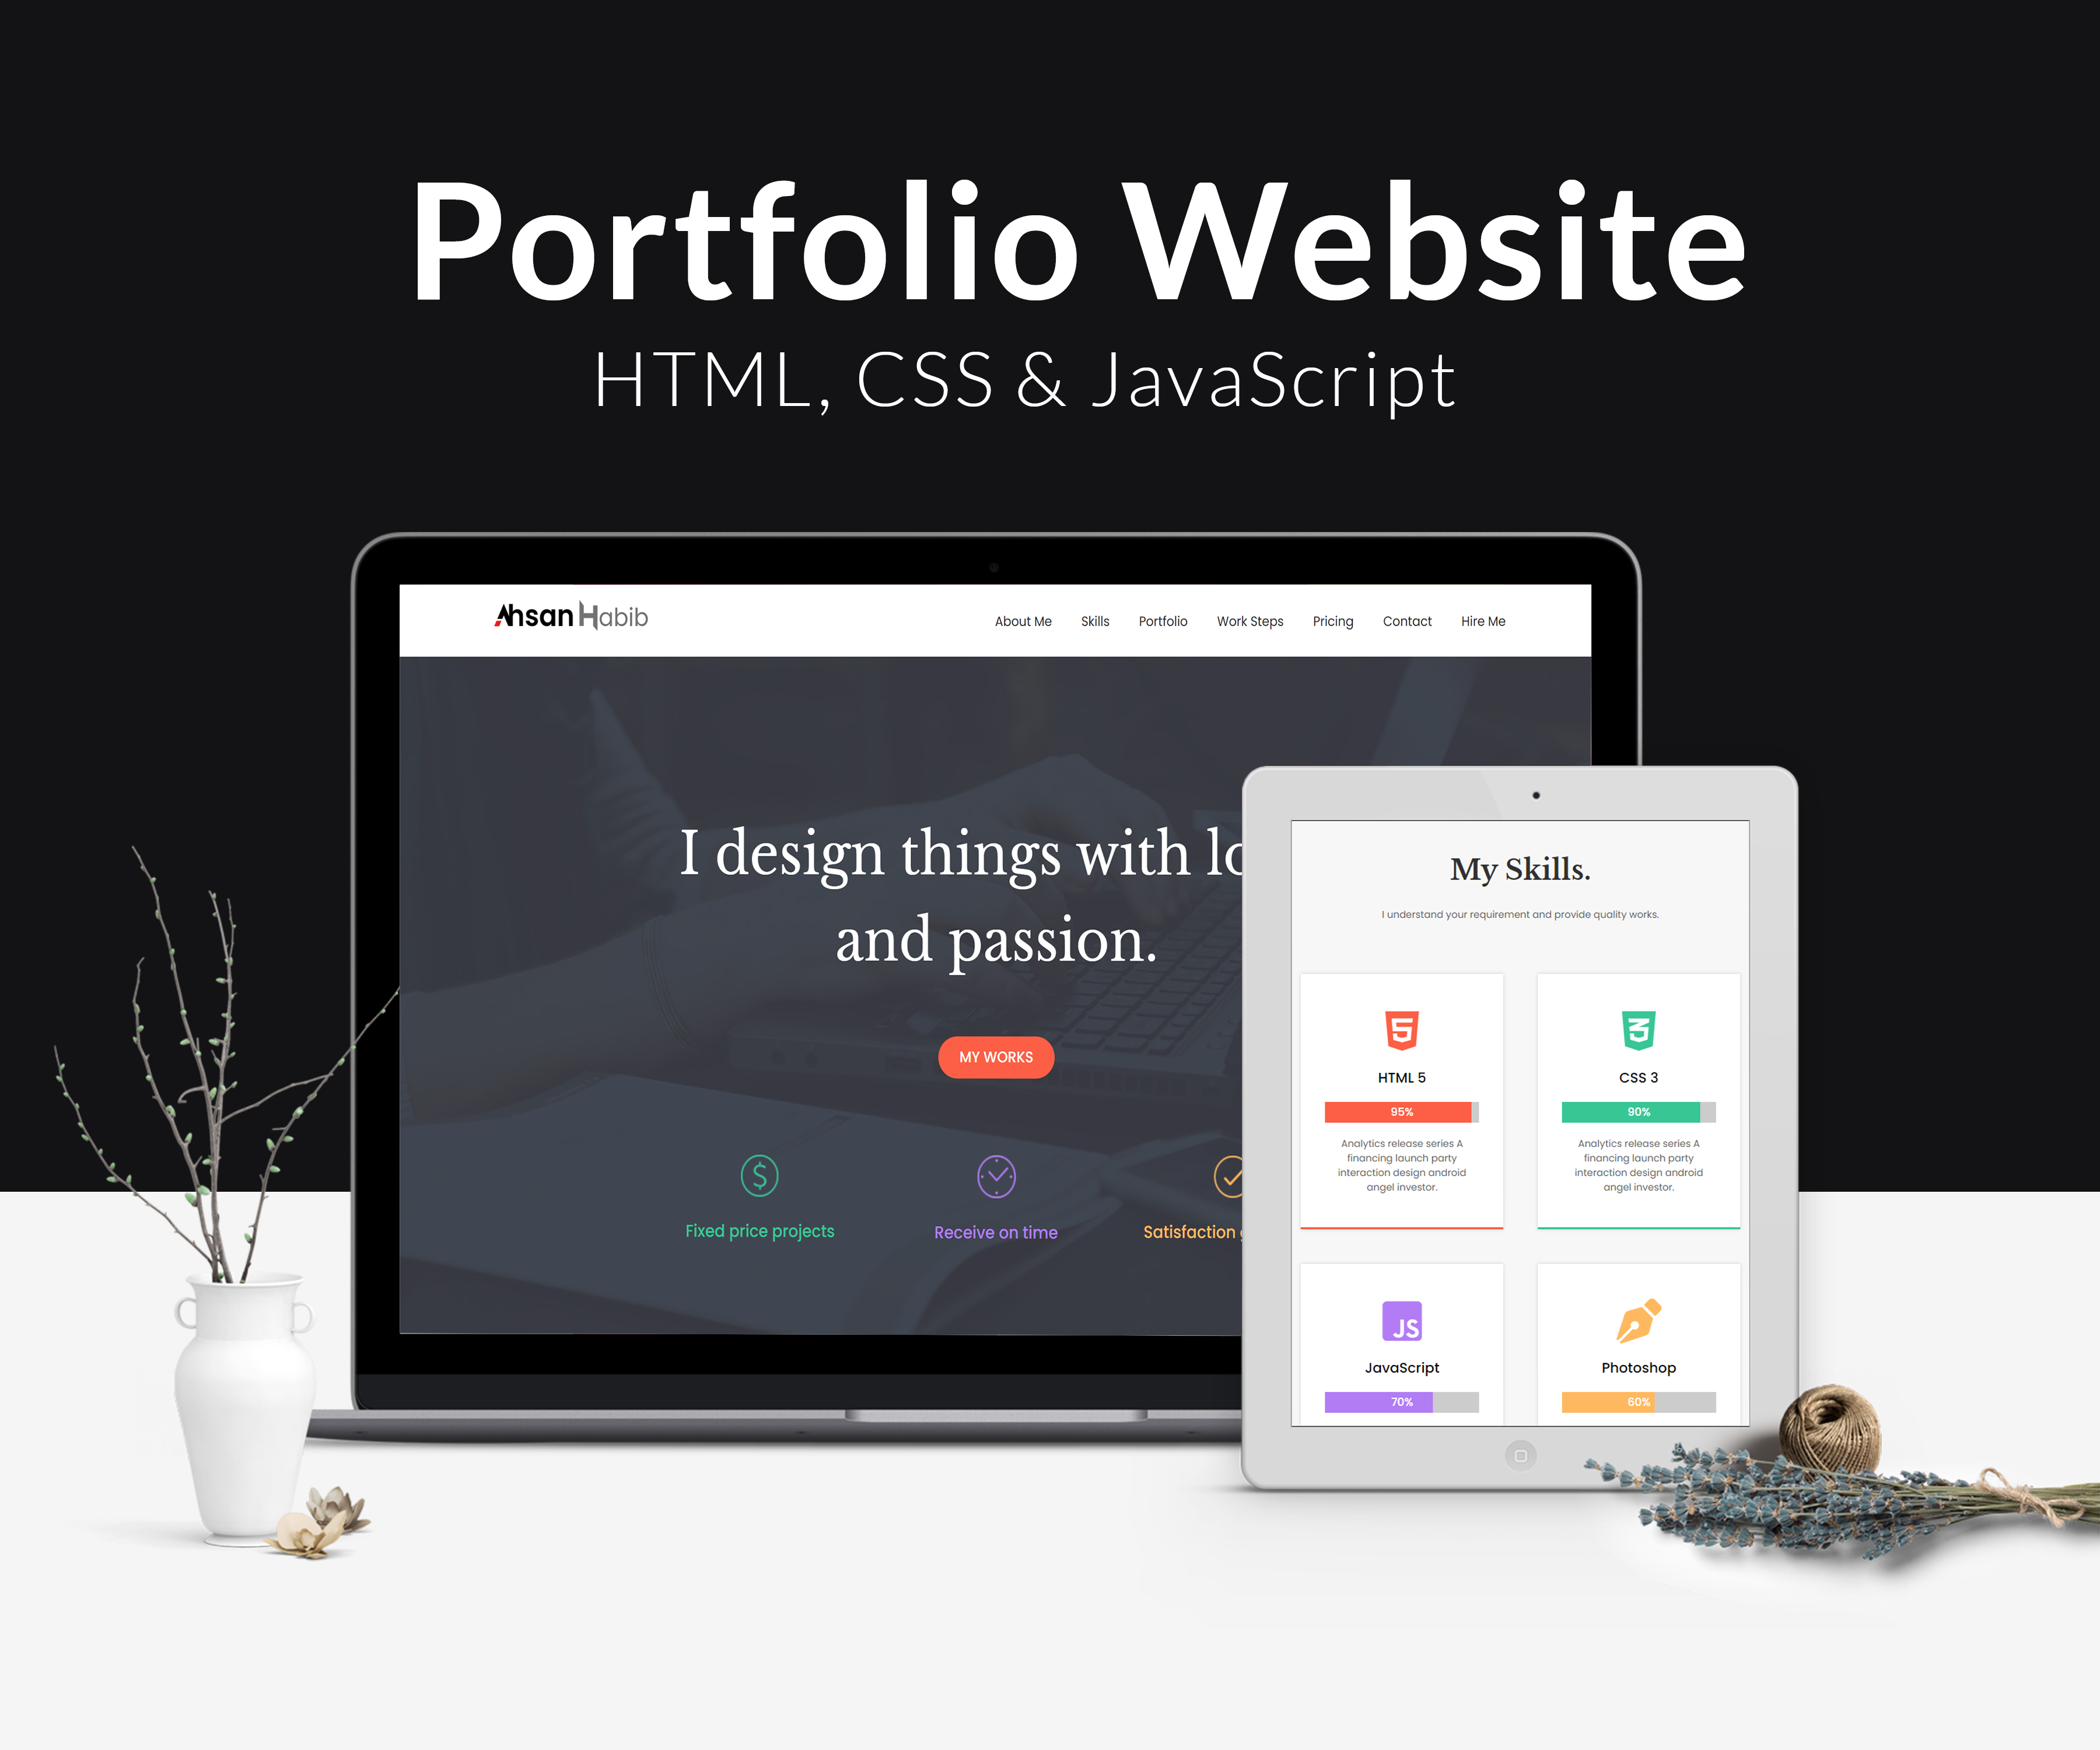 Portfolio Website
HTML, CSS & JavaScript
Ahsan Habib
About Me Skills Portfolio Work Steps Pricing Contact Hire Me
I design things with
and passion.
MY WORKS
Fixed price projects
Receive on time
Satisfaction
My Skills.
I understand your requirement and provide quality works.
HTML 5
95%
Analytics release series A
financing launch party
interaction design android
angel investor.
CSS 3
90%
Analytics release series A
financing launch party
interaction design android
angel investor.
JS
JavaScript
70%
Photoshop
60%